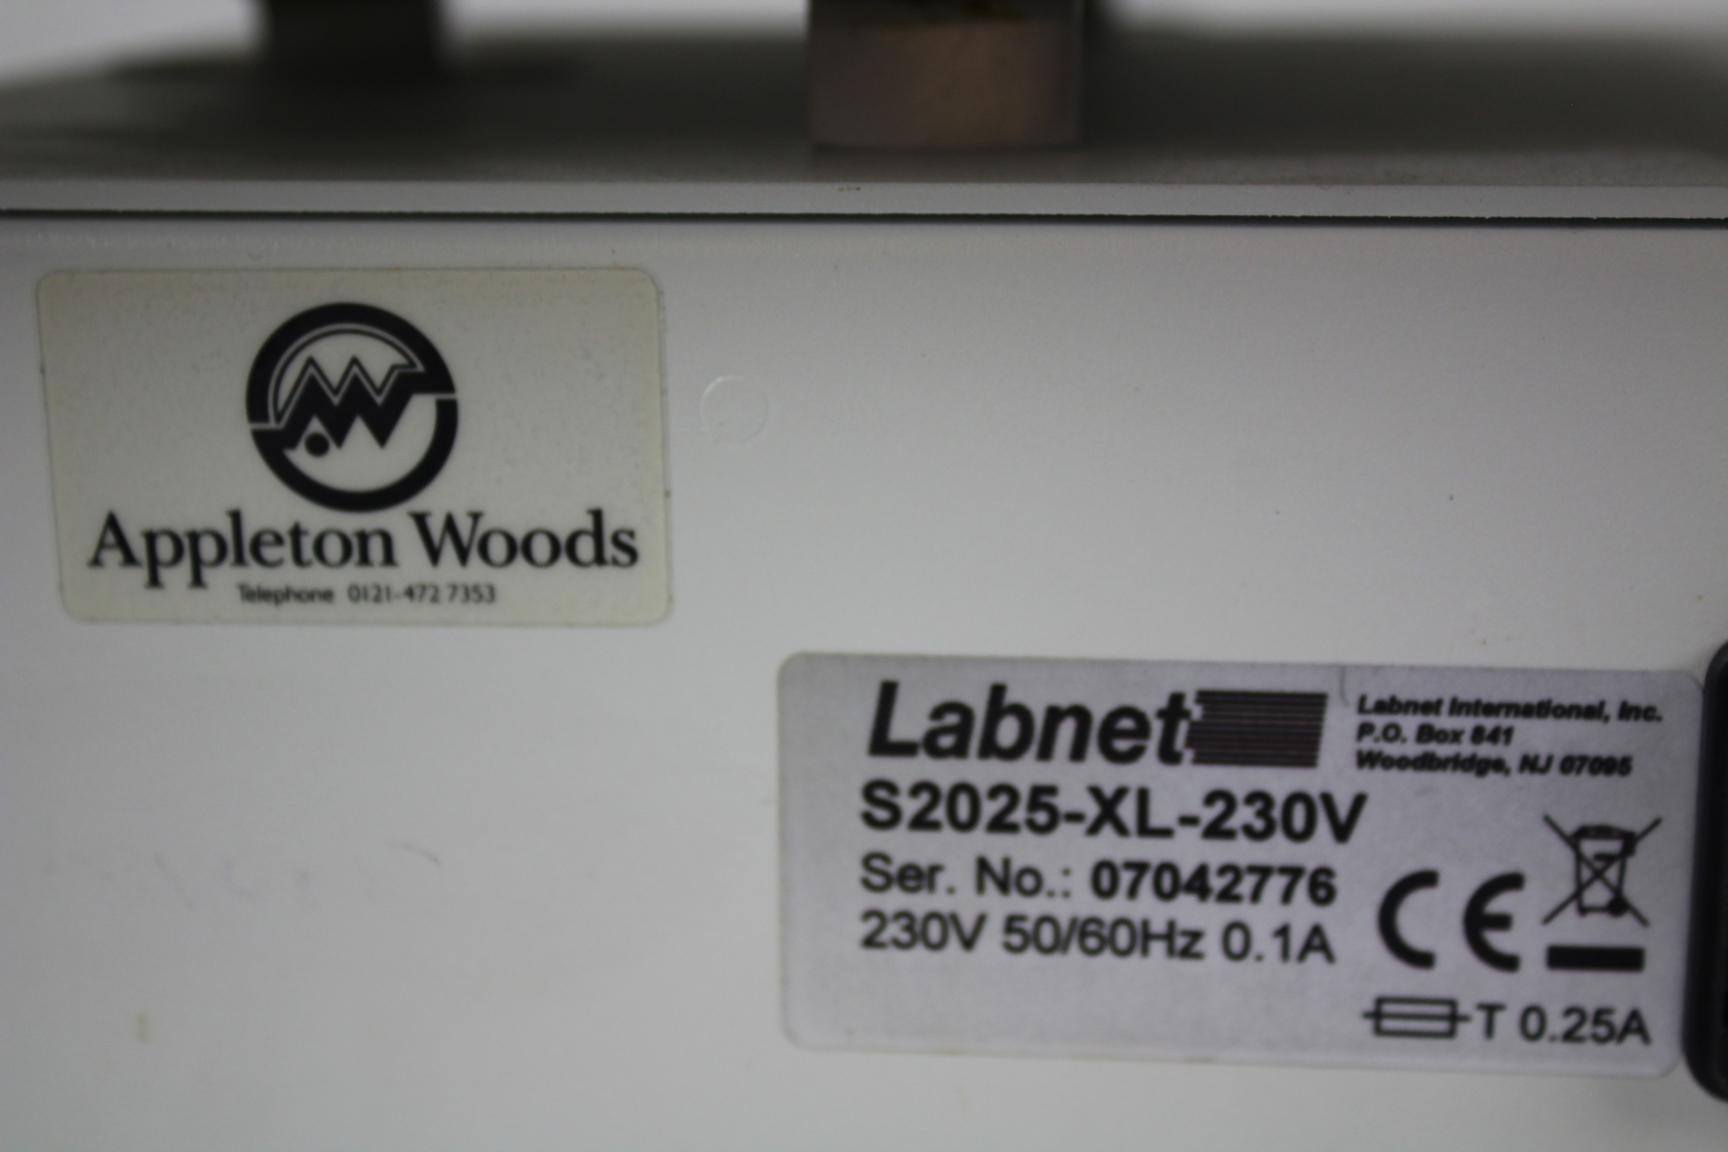 Appleton Woods
Telephone 0121-472 7353
Labnet
Labnet International, Inc.
P.O. Box 841
Woodbridge, NJ 07095
S2025-XL-230V
Ser. No.: 07042776
230V 50/60Hz 0.1A
CE
T 0.25A